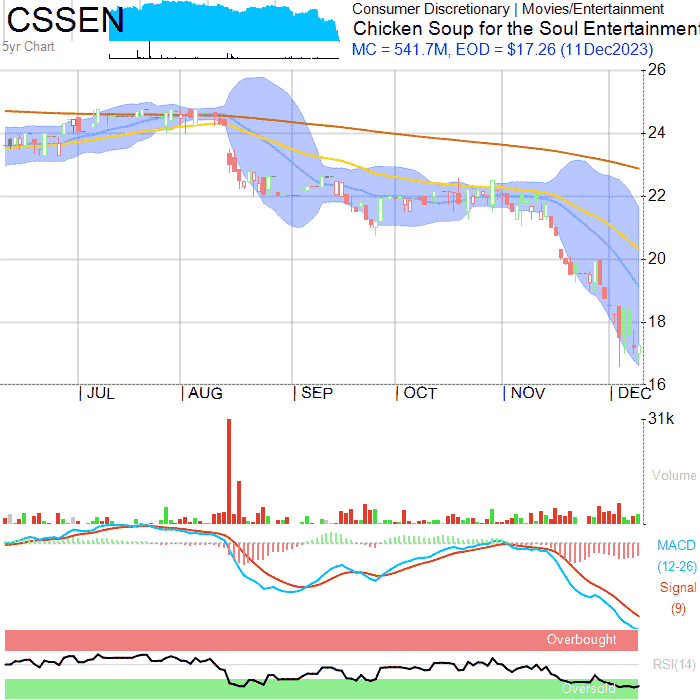 CSSEN
5yr Chart
Consumer Discretionary | Movies/Entertainment
Chicken Soup for the Soul Entertainment
MC = 541.7M, EOD = $17.26 (11Dec2023)
26
24
22
20
18
16
JUL AUG SEP OCT NOV DEC
31k
Volume
MACD
(12-26)
Signal
(9)
Overbought
RSI(14)
Oversold